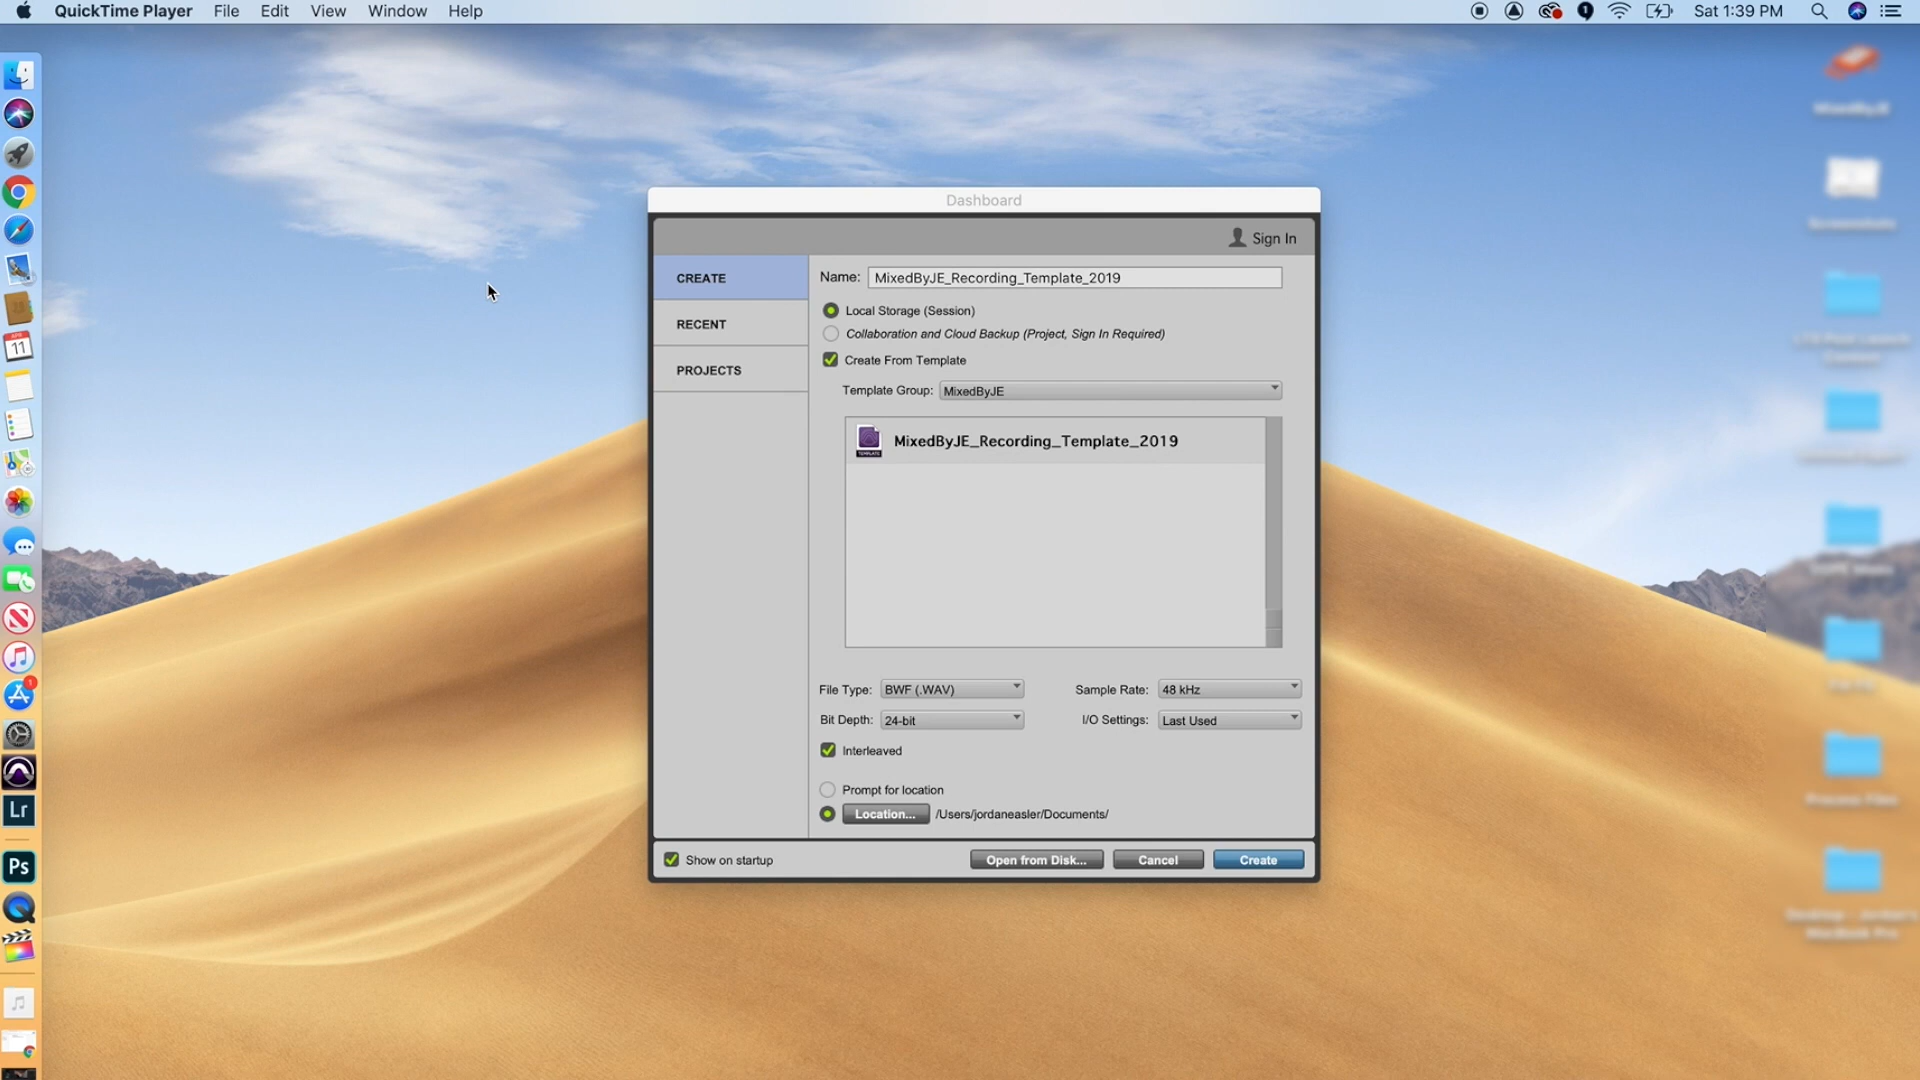 QuickTime Player File Edit View Window Help Sat 1:39 PM
Dashboard
Sign In
CREATE
RECENT
PROJECTS
Name: MixedByJE_Recording_Template_2019
Local Storage (Session)
Collaboration and Cloud Backup (Project, Sign In Required)
Create From Template
Template Group: MixedByJE
TEMPLATE
MixedByJE_Recording_Template_2019
File Type: BWF (.WAV) Sample Rate: 48 kHz
Bit Depth: 24-bit I/O Settings: Last Used
Interleaved
Prompt for location
Location... /Users/jordaneasler/Documents/
Show on startup Open from Disk... Cancel Create
11
1
Lr
Ps